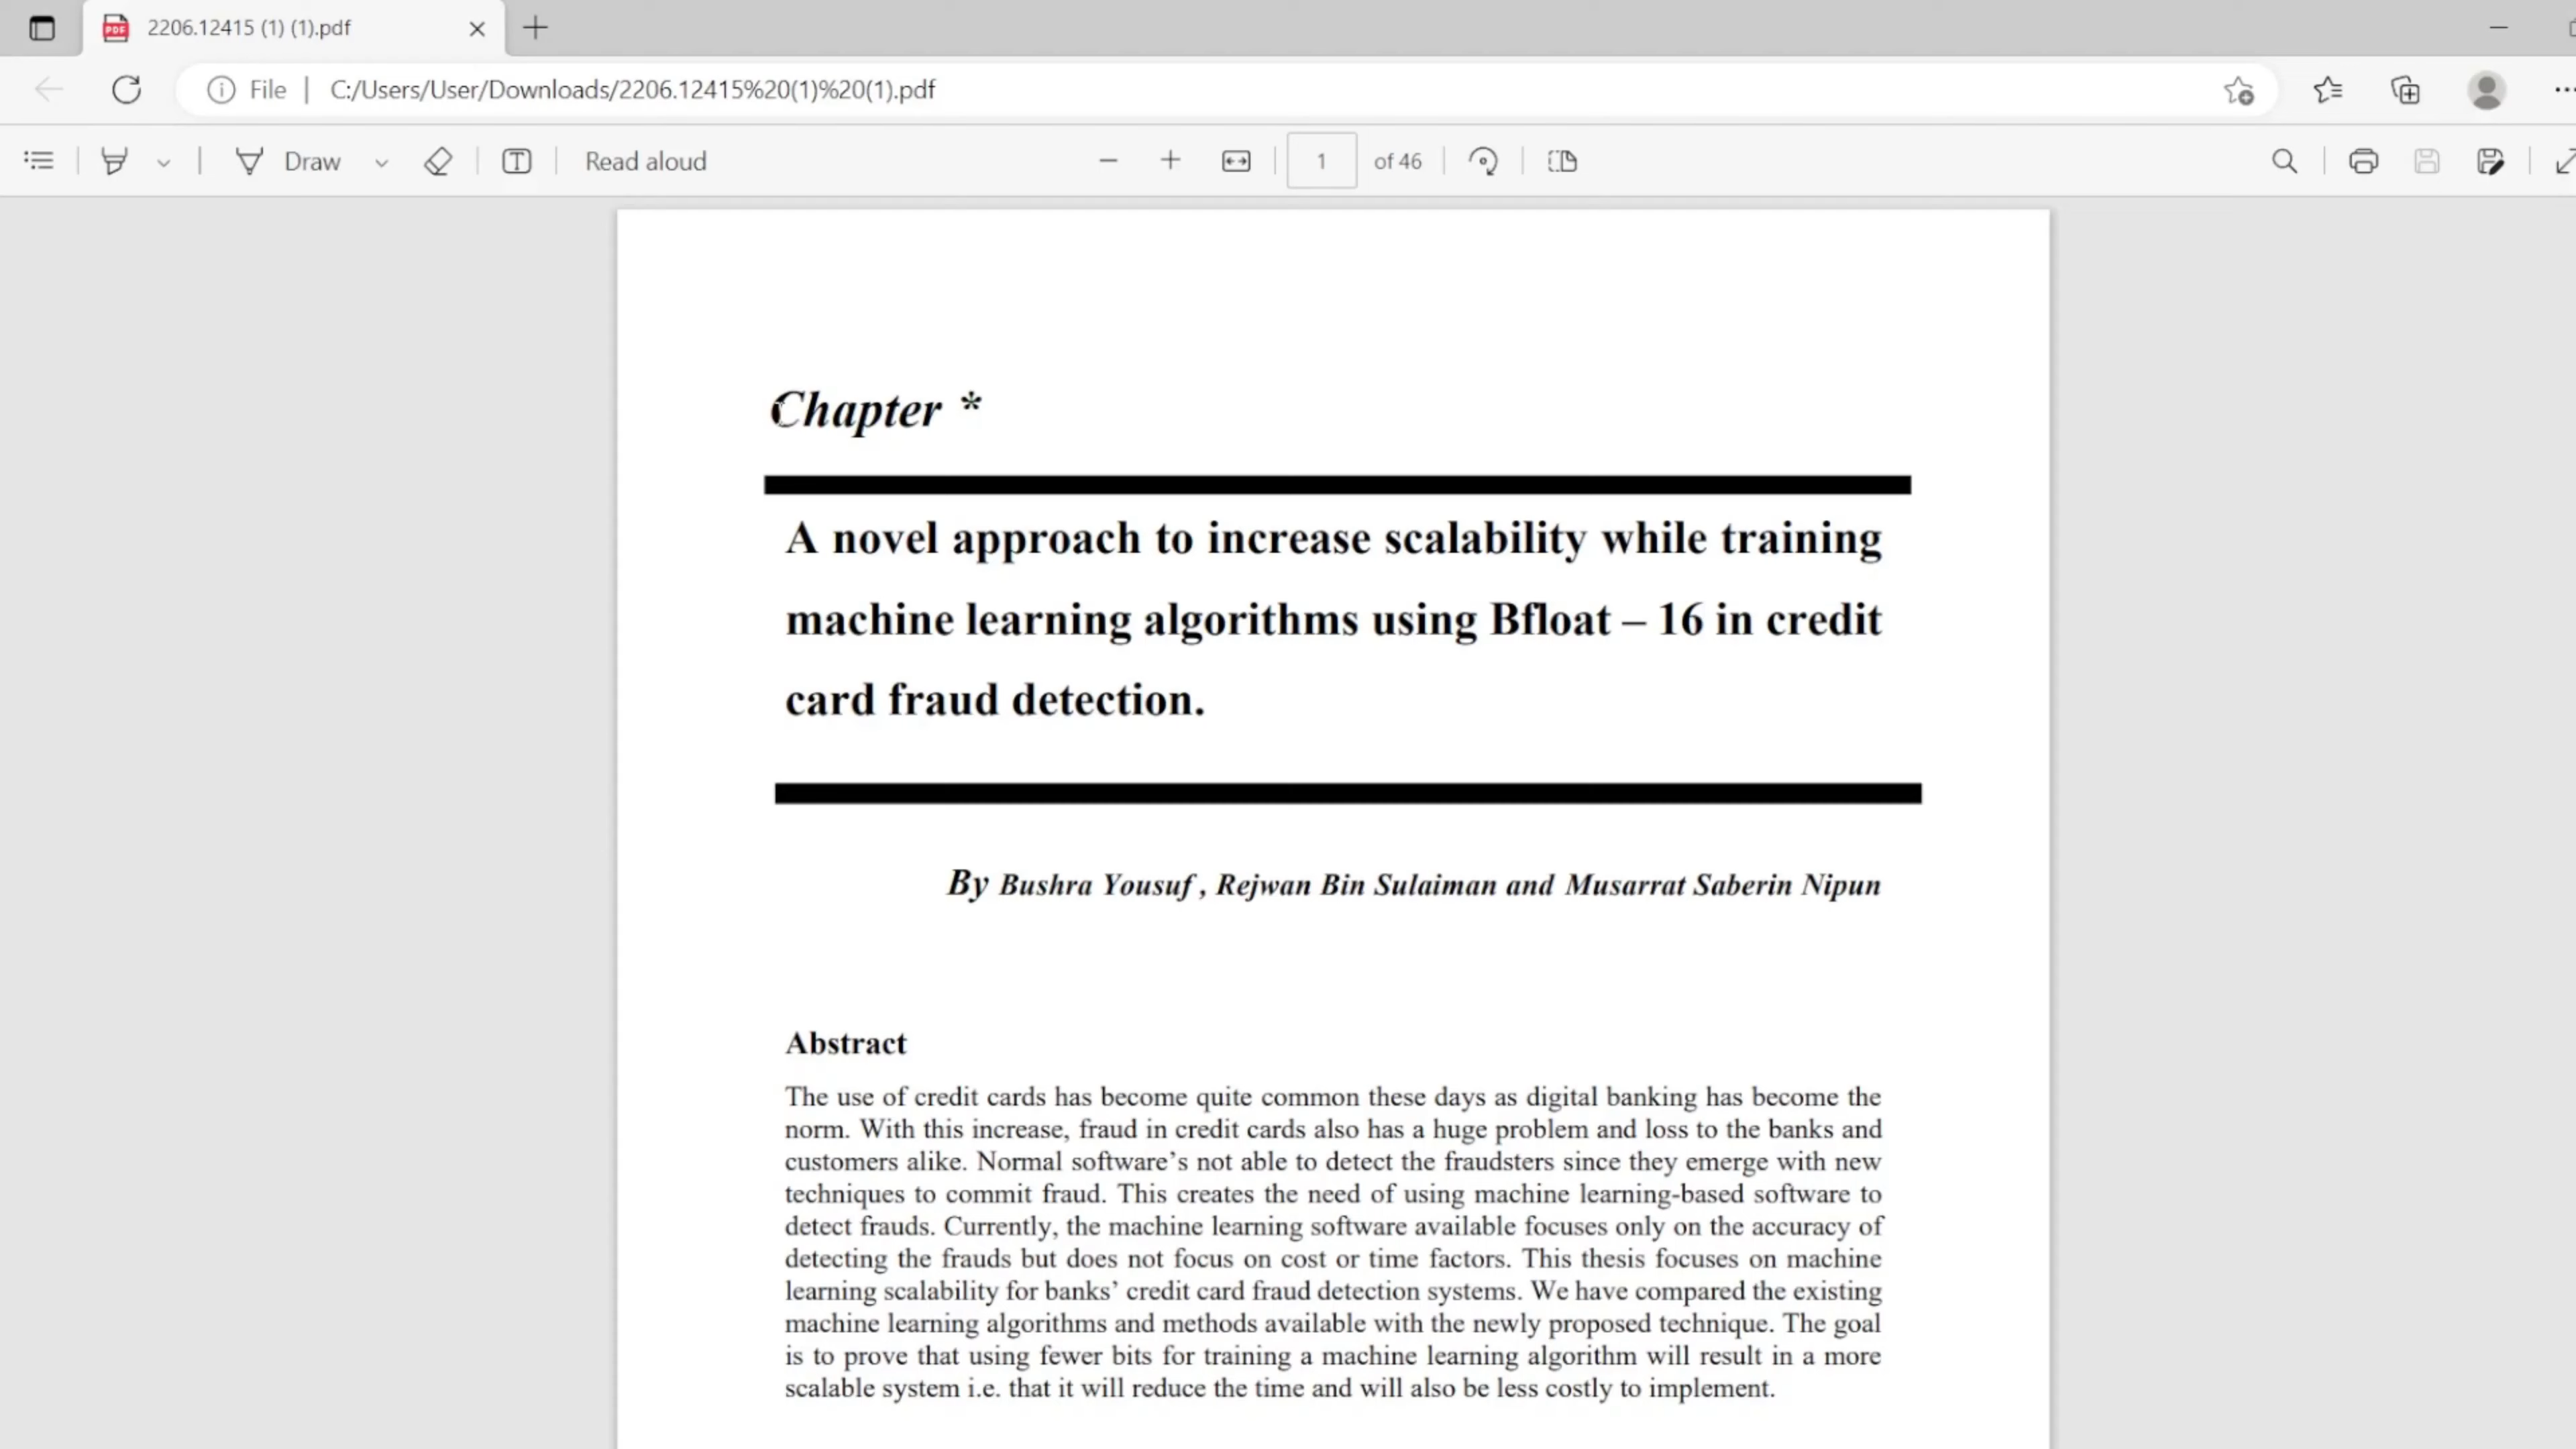 2206.12415 (1) (1).pdf
File | C:/Users/User/Downloads/2206.12415%20(1)%20(1).pdf
Draw Read aloud 1 of 46
Chapter *
A novel approach to increase scalability while training
machine learning algorithms using Bfloat – 16 in credit
card fraud detection.
By Bushra Yousuf , Rejwan Bin Sulaiman and Musarrat Saberin Nipun
Abstract
The use of credit cards has become quite common these days as digital banking has become the
norm. With this increase, fraud in credit cards also has a huge problem and loss to the banks and
customers alike. Normal software’s not able to detect the fraudsters since they emerge with new
techniques to commit fraud. This creates the need of using machine learning-based software to
detect frauds. Currently, the machine learning software available focuses only on the accuracy of
detecting the frauds but does not focus on cost or time factors. This thesis focuses on machine
learning scalability for banks’ credit card fraud detection systems. We have compared the existing
machine learning algorithms and methods available with the newly proposed technique. The goal
is to prove that using fewer bits for training a machine learning algorithm will result in a more
scalable system i.e. that it will reduce the time and will also be less costly to implement.